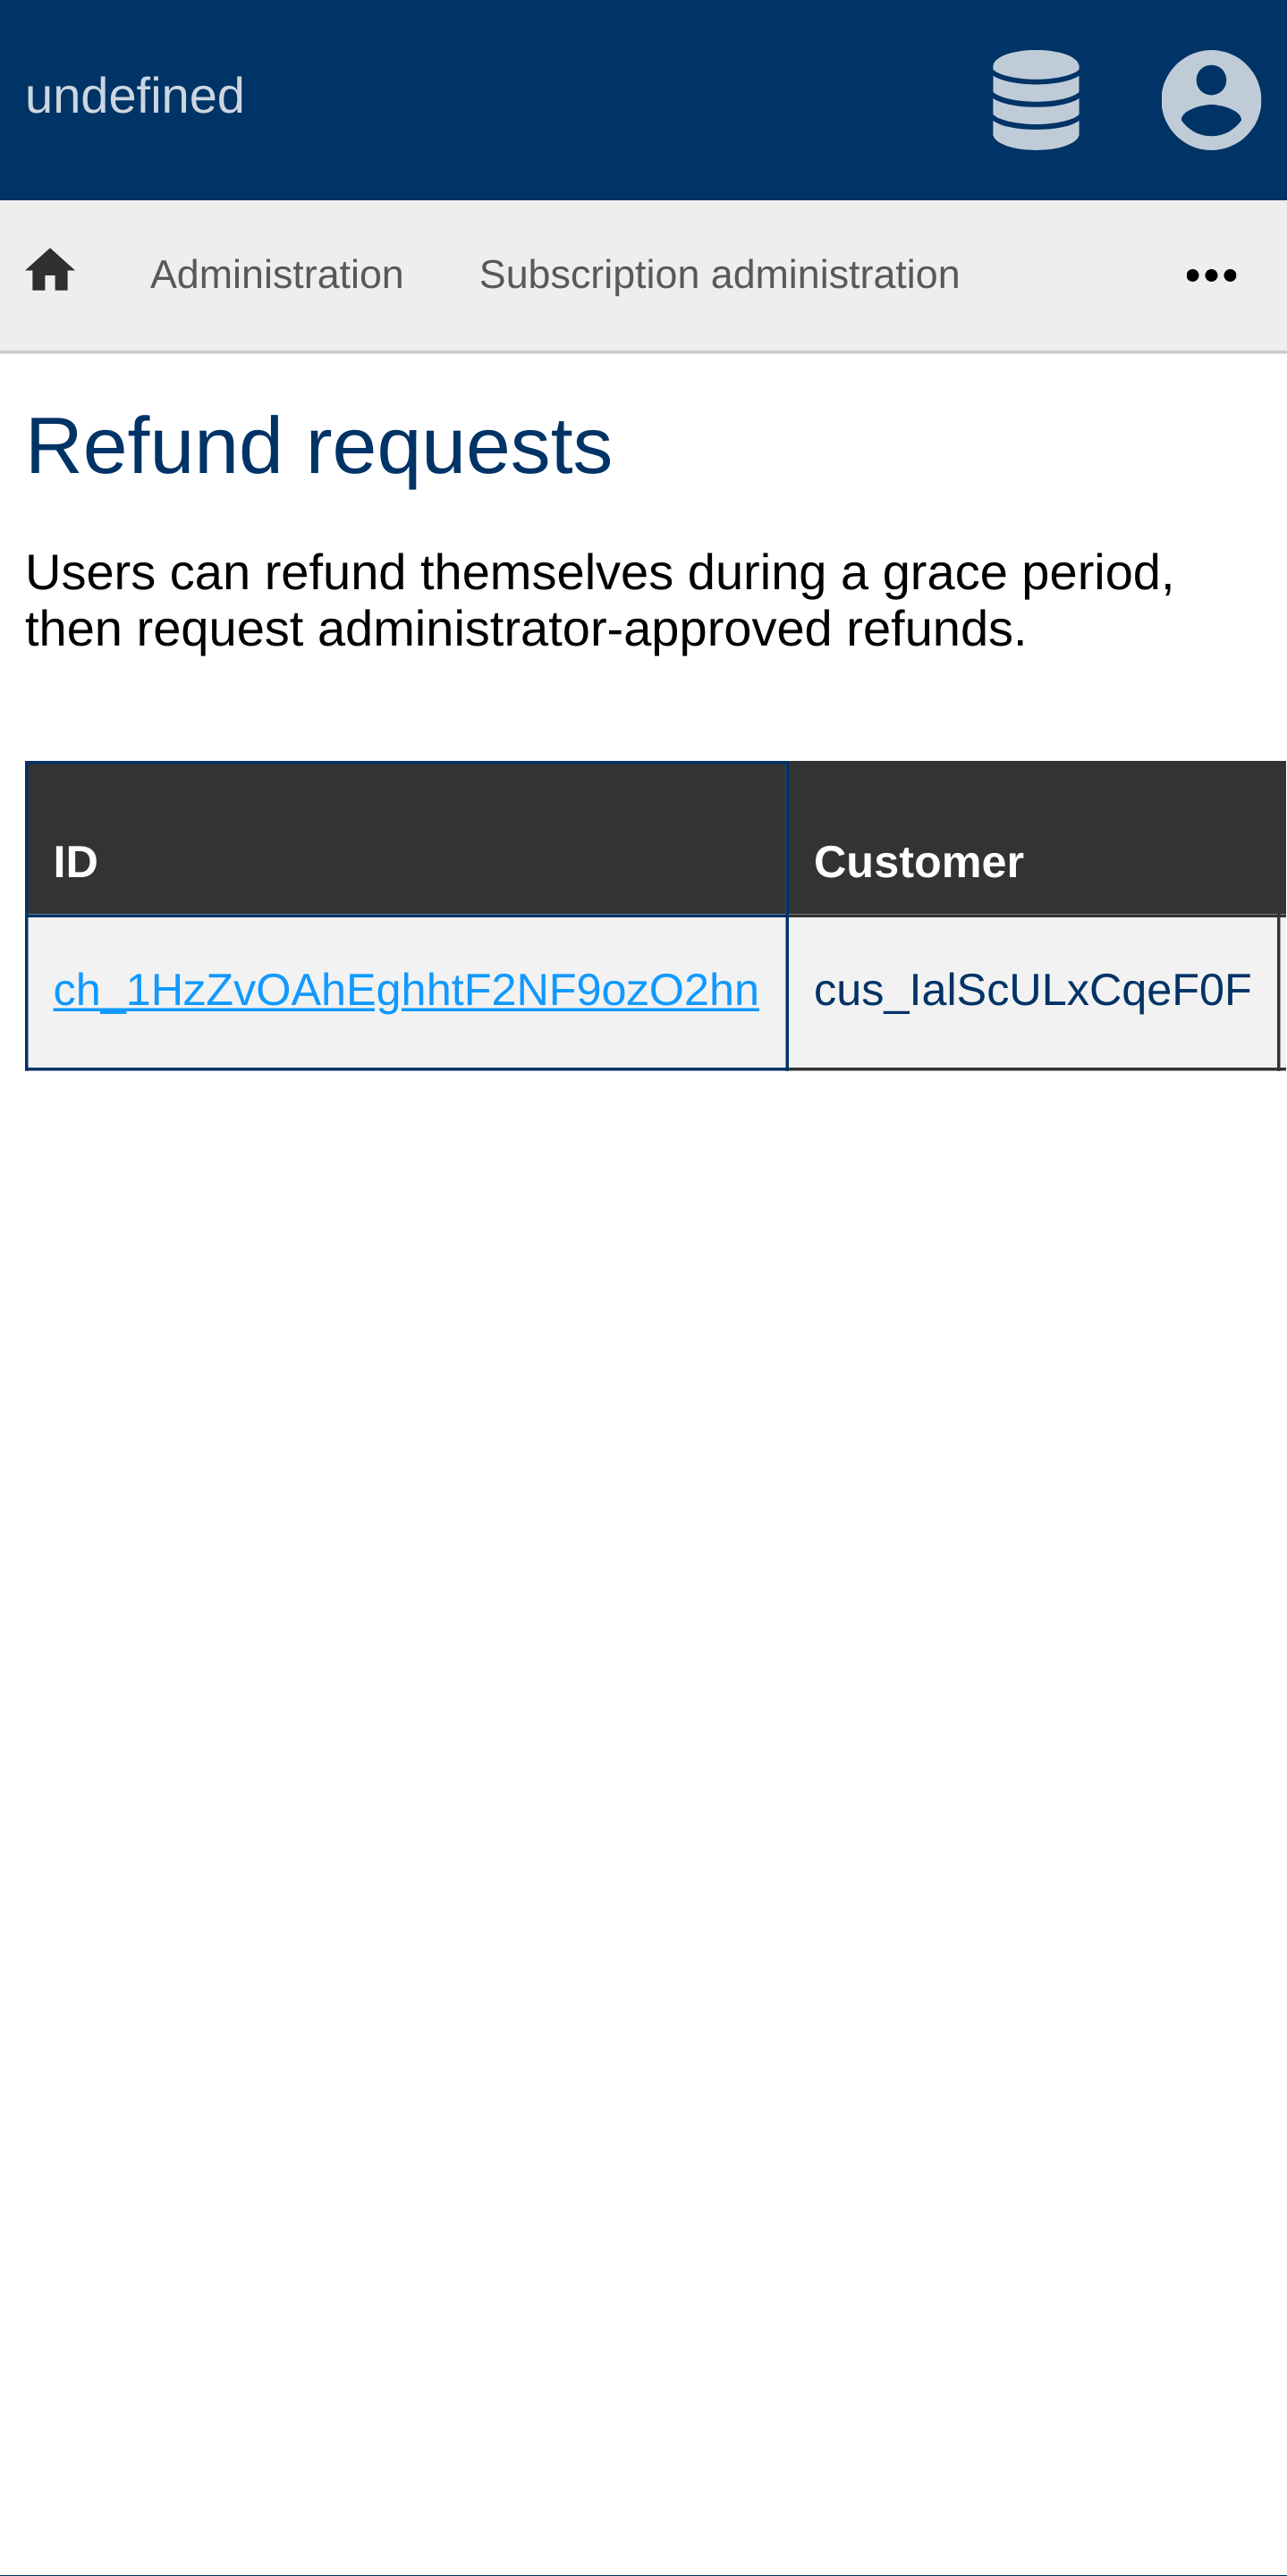 undefined
Administration Subscription administration
Refund requests
Users can refund themselves during a grace period,
then request administrator-approved refunds.
ID Customer
ch_1HzZvOAhEghhtF2NF9ozO2hn cus_IalScULxCqeF0F